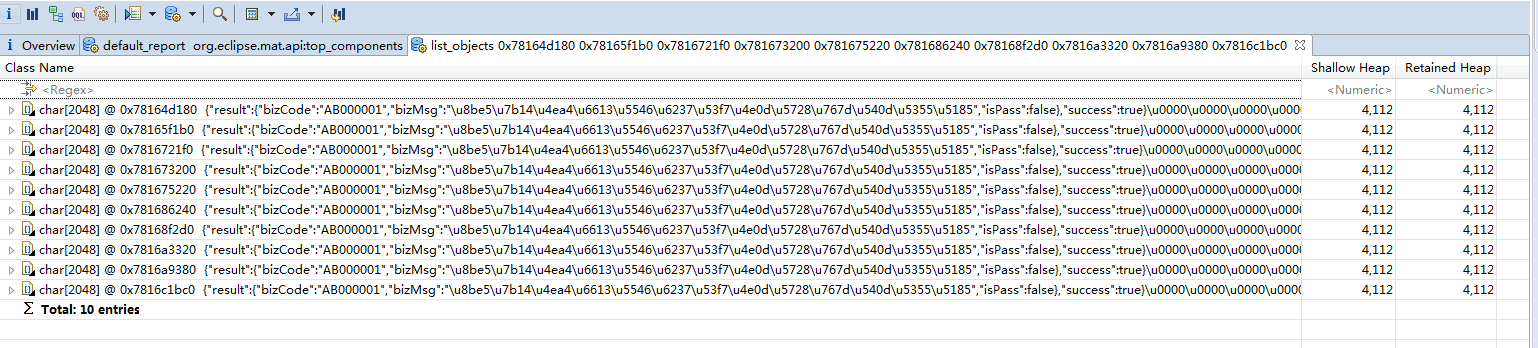 i OQL
i Overview default_report org.eclipse.mat.api:top_components list_objects 0x78164d180 0x78165f1b0 0x7816721f0 0x781673200 0x781675220 0x781686240 0x78168f2d0 0x7816a3320 0x7816a9380 0x7816c1bc0
Class Name Shallow Heap Retained Heap
<Regex> <Numeric> <Numeric>
char[2048] @ 0x78164d180 {"result":{"bizCode":"AB000001","bizMsg":"\u8be5\u7b14\u4ea4\u6613\u5546\u6237\u53f7\u4e0d\u5728\u767d\u540d\u5355\u5185","isPass":false},"success":true}\u0000\u0000\u0000\u000 4,112 4,112
char[2048] @ 0x78165f1b0 {"result":{"bizCode":"AB000001","bizMsg":"\u8be5\u7b14\u4ea4\u6613\u5546\u6237\u53f7\u4e0d\u5728\u767d\u540d\u5355\u5185","isPass":false},"success":true}\u0000\u0000\u0000\u000 4,112 4,112
char[2048] @ 0x7816721f0 {"result":{"bizCode":"AB000001","bizMsg":"\u8be5\u7b14\u4ea4\u6613\u5546\u6237\u53f7\u4e0d\u5728\u767d\u540d\u5355\u5185","isPass":false},"success":true}\u0000\u0000\u0000\u0000 4,112 4,112
char[2048] @ 0x781673200 {"result":{"bizCode":"AB000001","bizMsg":"\u8be5\u7b14\u4ea4\u6613\u5546\u6237\u53f7\u4e0d\u5728\u767d\u540d\u5355\u5185","isPass":false},"success":true}\u0000\u0000\u0000\u000 4,112 4,112
char[2048] @ 0x781675220 {"result":{"bizCode":"AB000001","bizMsg":"\u8be5\u7b14\u4ea4\u6613\u5546\u6237\u53f7\u4e0d\u5728\u767d\u540d\u5355\u5185","isPass":false},"success":true}\u0000\u0000\u0000\u000 4,112 4,112
char[2048] @ 0x781686240 {"result":{"bizCode":"AB000001","bizMsg":"\u8be5\u7b14\u4ea4\u6613\u5546\u6237\u53f7\u4e0d\u5728\u767d\u540d\u5355\u5185","isPass":false},"success":true}\u0000\u0000\u0000\u000 4,112 4,112
char[2048] @ 0x78168f2d0 {"result":{"bizCode":"AB000001","bizMsg":"\u8be5\u7b14\u4ea4\u6613\u5546\u6237\u53f7\u4e0d\u5728\u767d\u540d\u5355\u5185","isPass":false},"success":true}\u0000\u0000\u0000\u000 4,112 4,112
char[2048] @ 0x7816a3320 {"result":{"bizCode":"AB000001","bizMsg":"\u8be5\u7b14\u4ea4\u6613\u5546\u6237\u53f7\u4e0d\u5728\u767d\u540d\u5355\u5185","isPass":false},"success":true}\u0000\u0000\u0000\u000 4,112 4,112
char[2048] @ 0x7816a9380 {"result":{"bizCode":"AB000001","bizMsg":"\u8be5\u7b14\u4ea4\u6613\u5546\u6237\u53f7\u4e0d\u5728\u767d\u540d\u5355\u5185","isPass":false},"success":true}\u0000\u0000\u0000\u000 4,112 4,112
char[2048] @ 0x7816c1bc0 {"result":{"bizCode":"AB000001","bizMsg":"\u8be5\u7b14\u4ea4\u6613\u5546\u6237\u53f7\u4e0d\u5728\u767d\u540d\u5355\u5185","isPass":false},"success":true}\u0000\u0000\u0000\u000 4,112 4,112
Σ Total: 10 entries